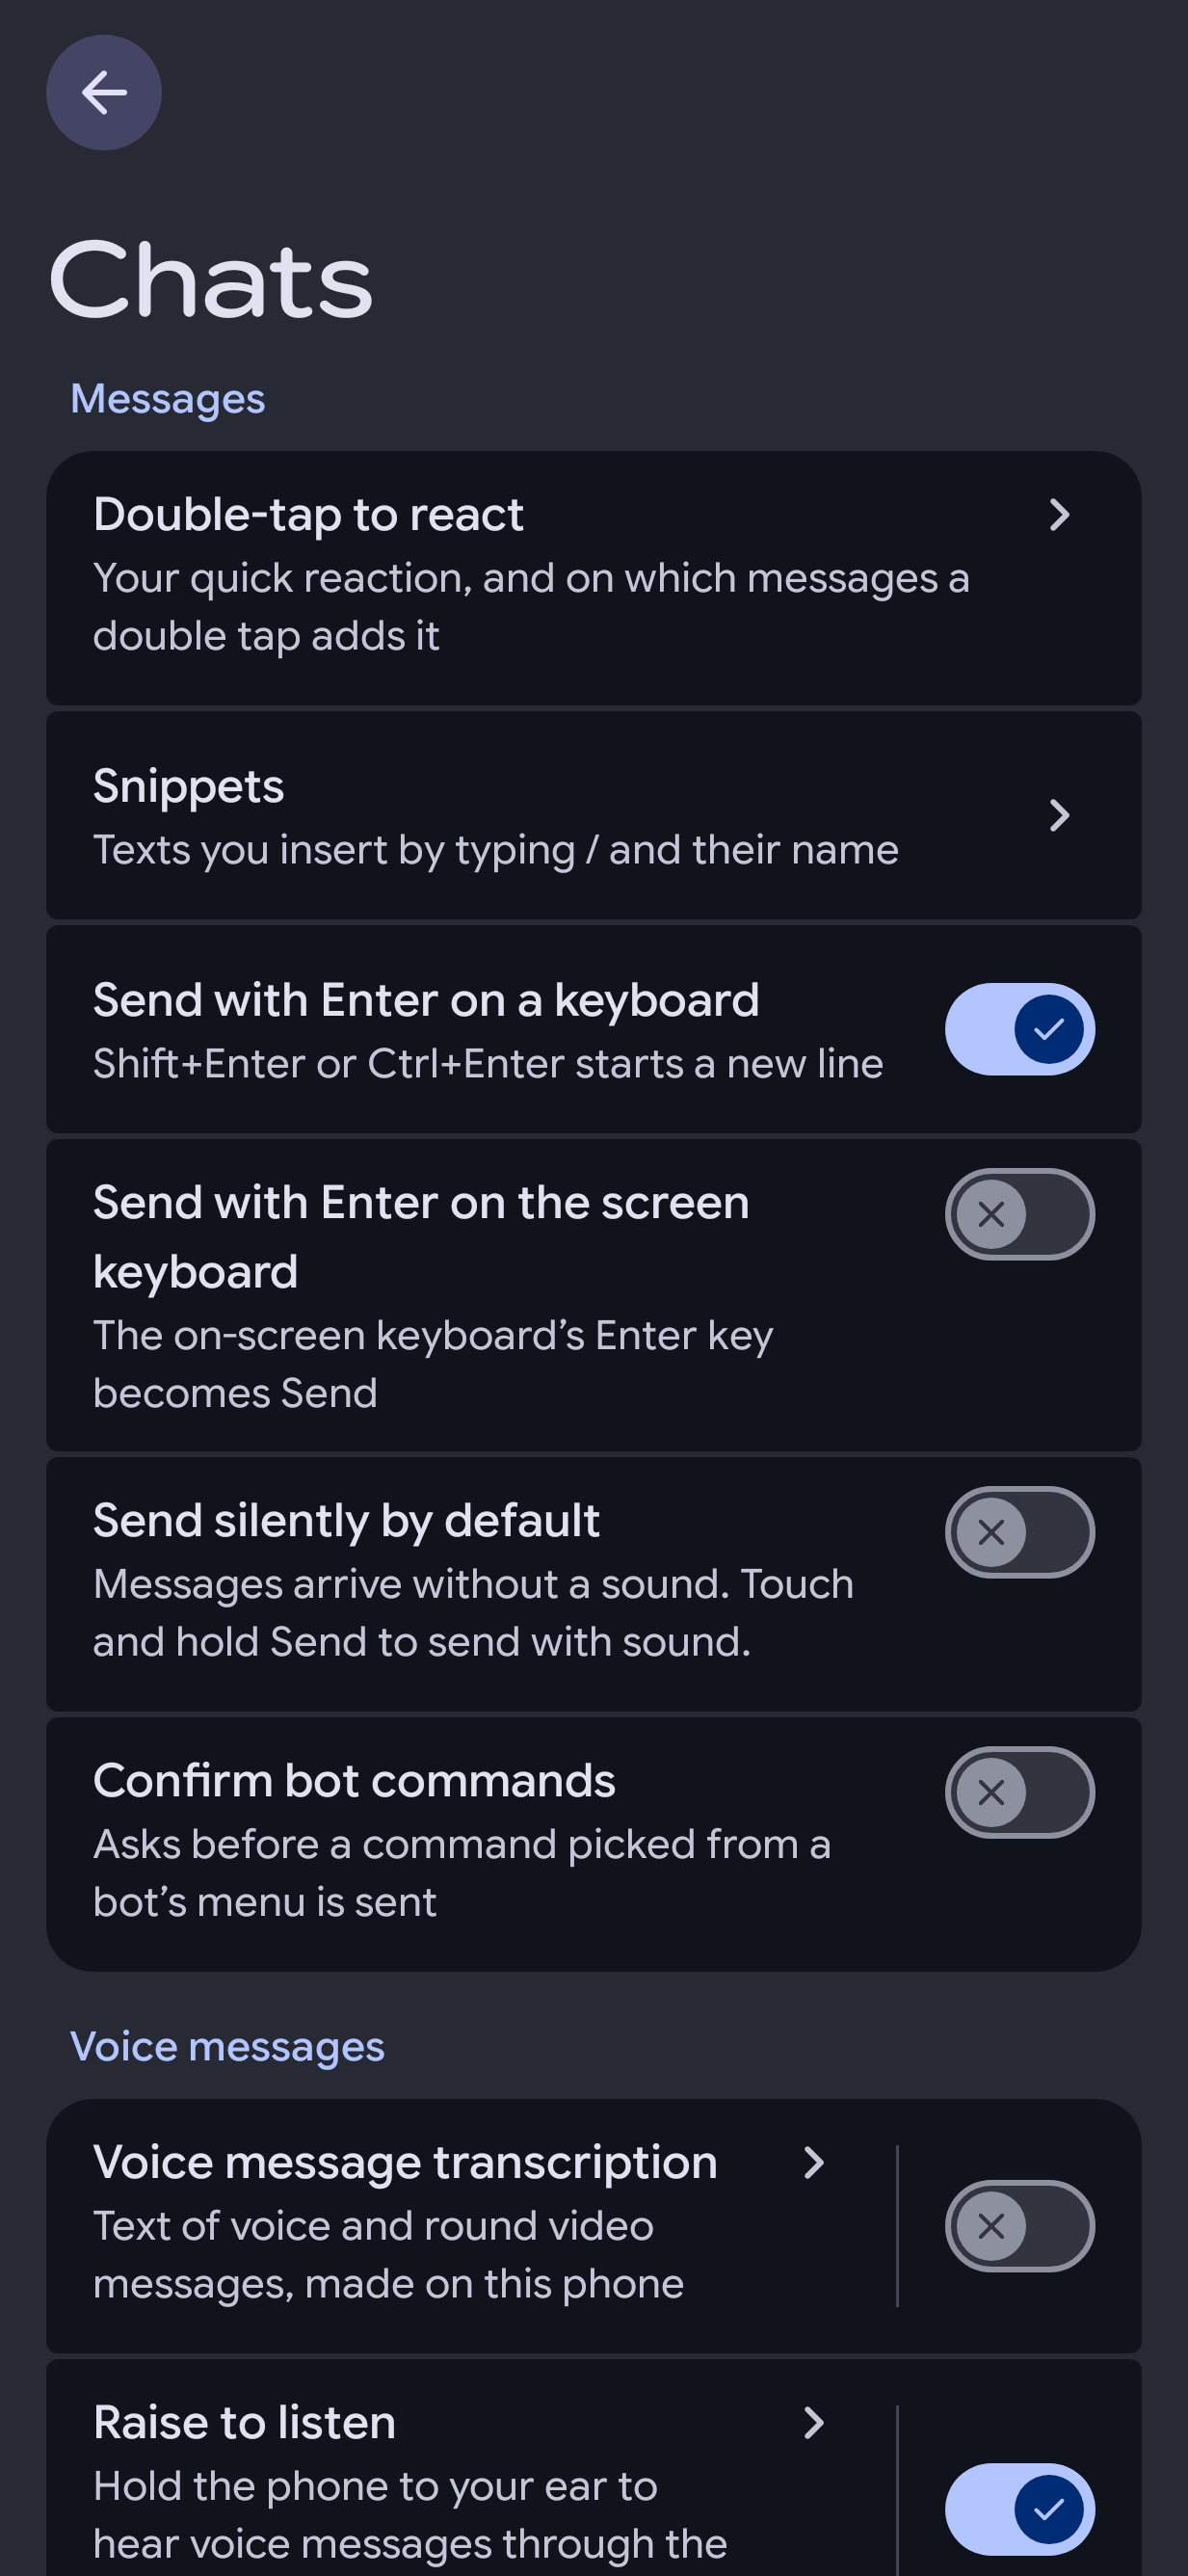 Chats
Messages
Double-tap to react
Your quick reaction, and on which messages a
double tap adds it
Snippets
Texts you insert by typing / and their name
Send with Enter on a keyboard
Shift+Enter or Ctrl+Enter starts a new line
Send with Enter on the screen
keyboard
The on-screen keyboard’s Enter key
becomes Send
Send silently by default
Messages arrive without a sound. Touch
and hold Send to send with sound.
Confirm bot commands
Asks before a command picked from a
bot’s menu is sent
Voice messages
Voice message transcription
Text of voice and round video
messages, made on this phone
Raise to listen
Hold the phone to your ear to
hear voice messages through the